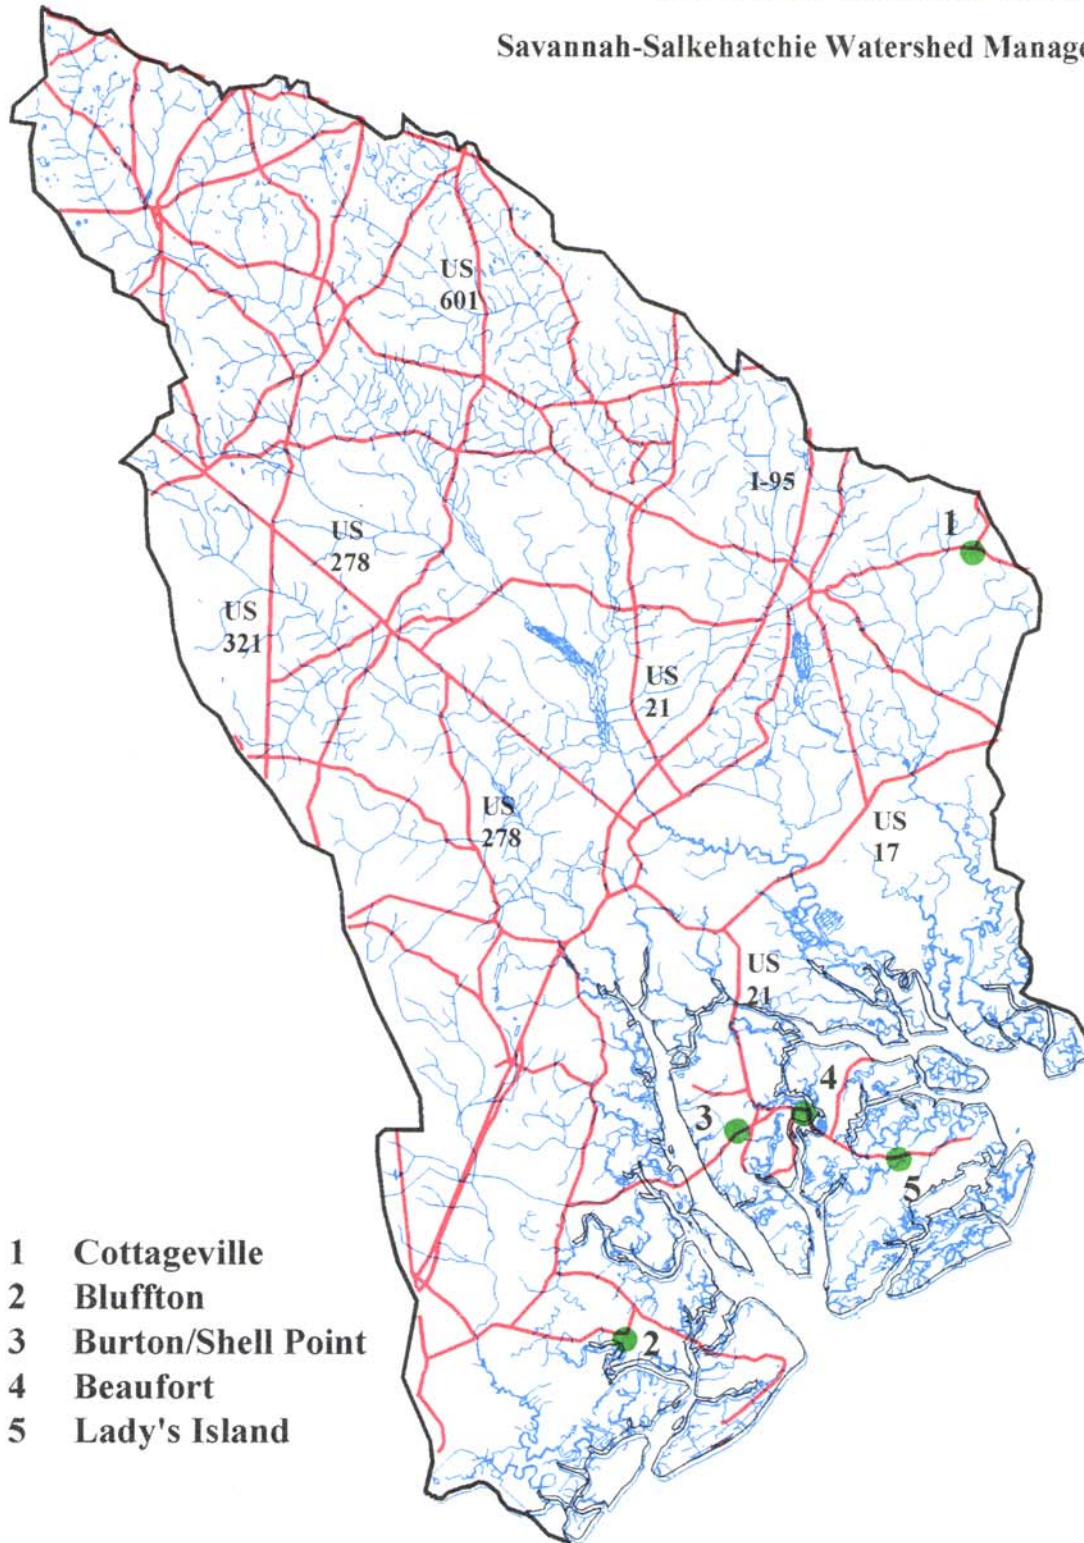 Savannah-Salkehatchie Watershed Manage
US
601
I-95
1
US
278
US
321
US
21
US
278
US
17
US
21
4
3
5
2
1 Cottageville
2 Bluffton
3 Burton/Shell Point
4 Beaufort
5 Lady's Island